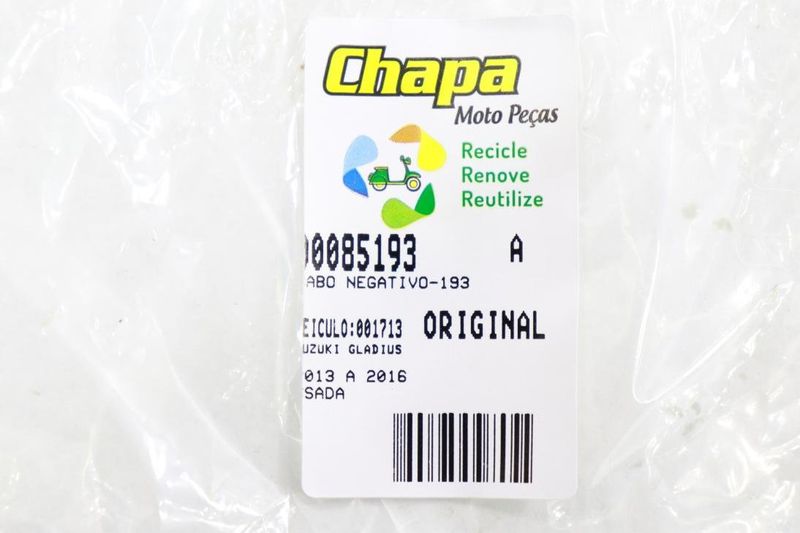 Chapa
Moto Peças
Recicle
Renove
Reutilize
00085193 A
ABO NEGATIVO-193
EICULO:001713 ORIGINAL
UZUKI GLADIUS
013 A 2016
SADA